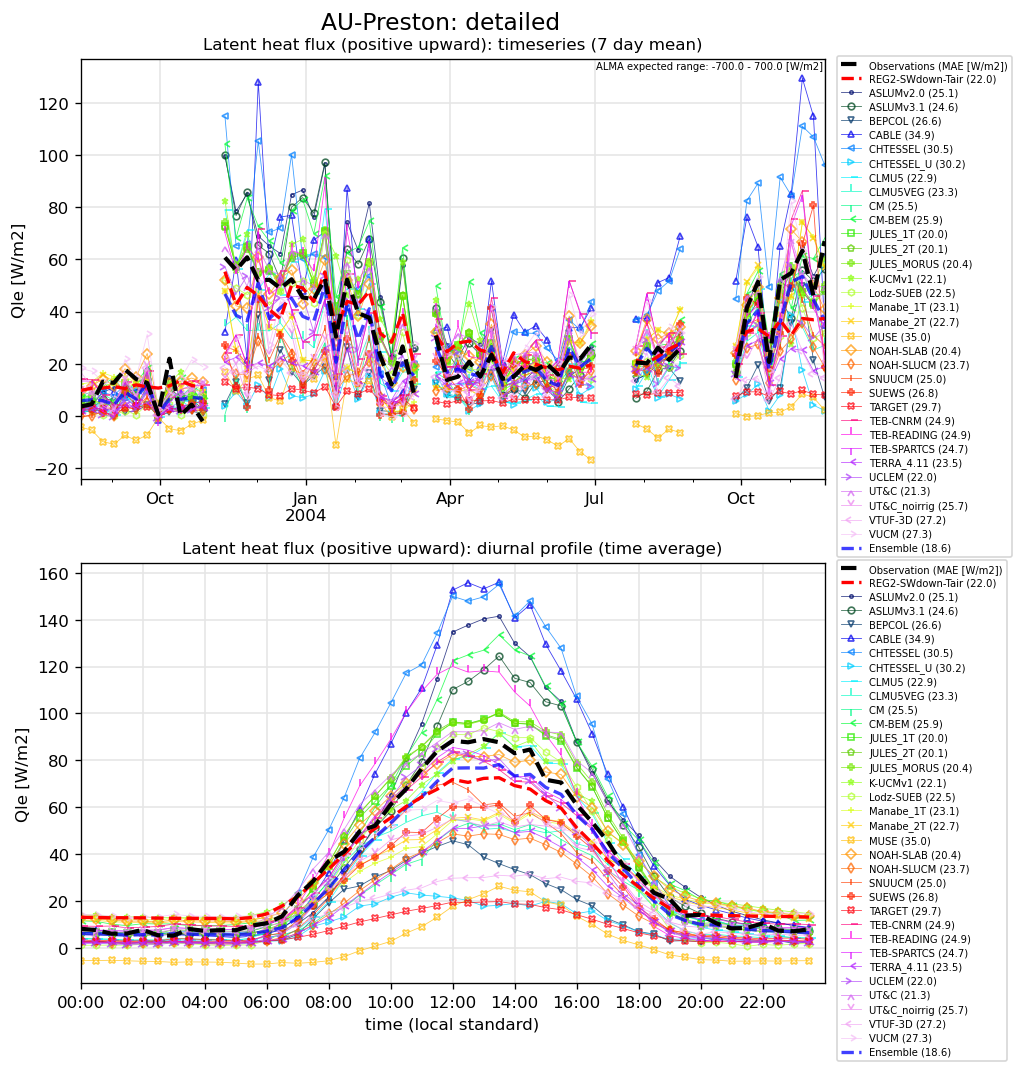 AU-Preston: detailed
Latent heat flux (positive upward): timeseries (7 day mean)
ALMA expected range: -700.0 - 700.0 [W/m2]
Qle [W/m2]
120
100
80
60
40
20
0
−20
Oct
Jan
2004
Apr
Jul
Oct
Observations (MAE [W/m2])
REG2-SWdown-Tair (22.0)
ASLUMv2.0 (25.1)
ASLUMv3.1 (24.6)
BEPCOL (26.6)
CABLE (34.9)
CHTESSEL (30.5)
CHTESSEL_U (30.2)
CLMU5 (22.9)
CLMU5VEG (23.3)
CM (25.5)
CM-BEM (25.9)
JULES_1T (20.0)
JULES_2T (20.1)
JULES_MORUS (20.4)
K-UCMv1 (22.1)
Lodz-SUEB (22.5)
Manabe_1T (23.1)
Manabe_2T (22.7)
MUSE (35.0)
NOAH-SLAB (20.4)
NOAH-SLUCM (23.7)
SNUUCM (25.0)
SUEWS (26.8)
TARGET (29.7)
TEB-CNRM (24.9)
TEB-READING (24.9)
TEB-SPARTCS (24.7)
TERRA_4.11 (23.5)
UCLEM (22.0)
UT&C (21.3)
UT&C_noirrig (25.7)
VTUF-3D (27.2)
VUCM (27.3)
Ensemble (18.6)
Latent heat flux (positive upward): diurnal profile (time average)
Qle [W/m2]
160
140
120
100
80
60
40
20
0
00:00
02:00
04:00
06:00
08:00
10:00
12:00
14:00
16:00
18:00
20:00
22:00
time (local standard)
Observation (MAE [W/m2])
REG2-SWdown-Tair (22.0)
ASLUMv2.0 (25.1)
ASLUMv3.1 (24.6)
BEPCOL (26.6)
CABLE (34.9)
CHTESSEL (30.5)
CHTESSEL_U (30.2)
CLMU5 (22.9)
CLMU5VEG (23.3)
CM (25.5)
CM-BEM (25.9)
JULES_1T (20.0)
JULES_2T (20.1)
JULES_MORUS (20.4)
K-UCMv1 (22.1)
Lodz-SUEB (22.5)
Manabe_1T (23.1)
Manabe_2T (22.7)
MUSE (35.0)
NOAH-SLAB (20.4)
NOAH-SLUCM (23.7)
SNUUCM (25.0)
SUEWS (26.8)
TARGET (29.7)
TEB-CNRM (24.9)
TEB-READING (24.9)
TEB-SPARTCS (24.7)
TERRA_4.11 (23.5)
UCLEM (22.0)
UT&C (21.3)
UT&C_noirrig (25.7)
VTUF-3D (27.2)
VUCM (27.3)
Ensemble (18.6)